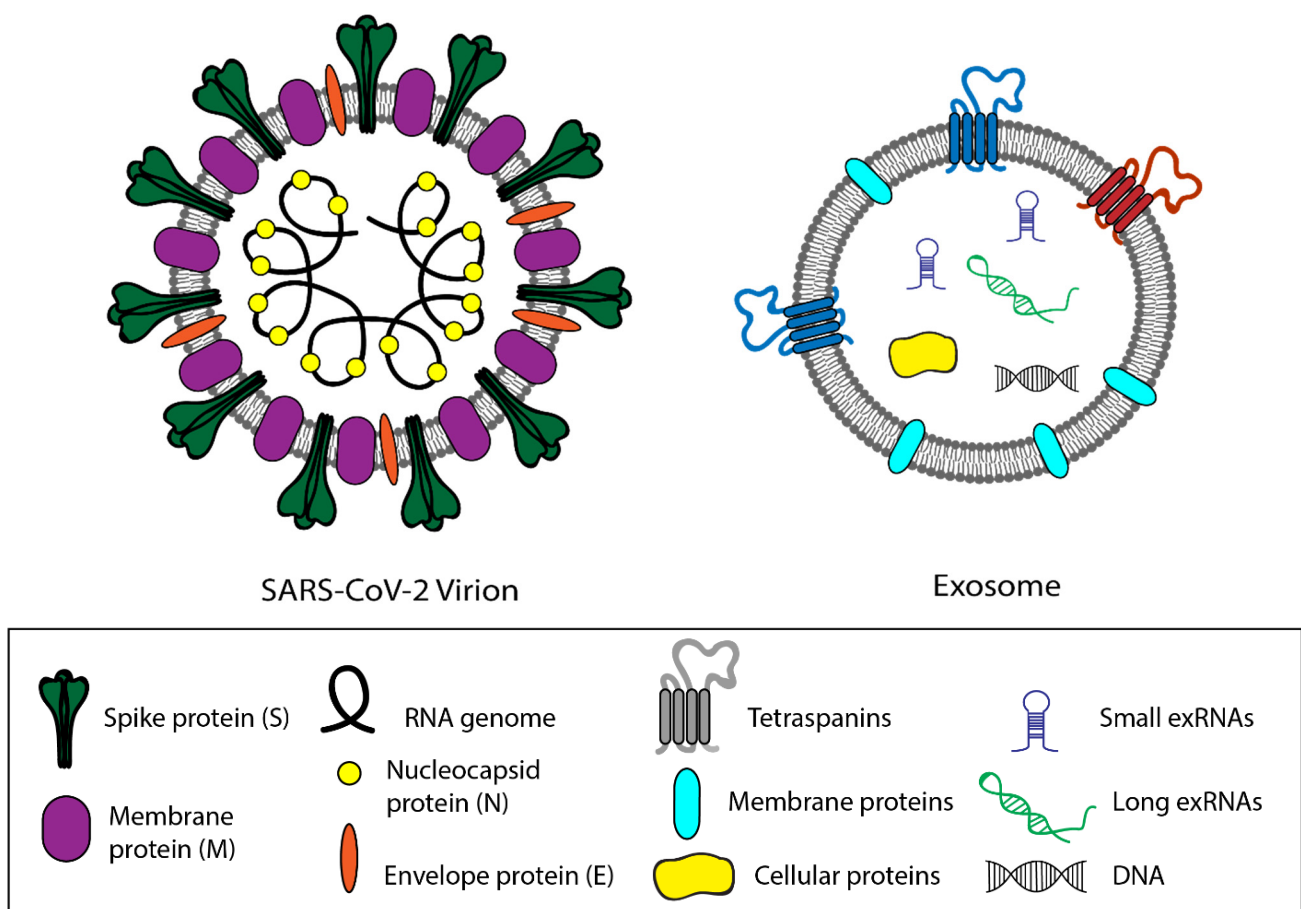 SARS-CoV-2 Virion
Exosome
Spike protein (S)
RNA genome
Tetraspanins
Small exRNAs
Membrane
protein (M)
Nucleocapsid
protein (N)
Membrane proteins
Long exRNAs
Envelope protein (E)
Cellular proteins
DNA